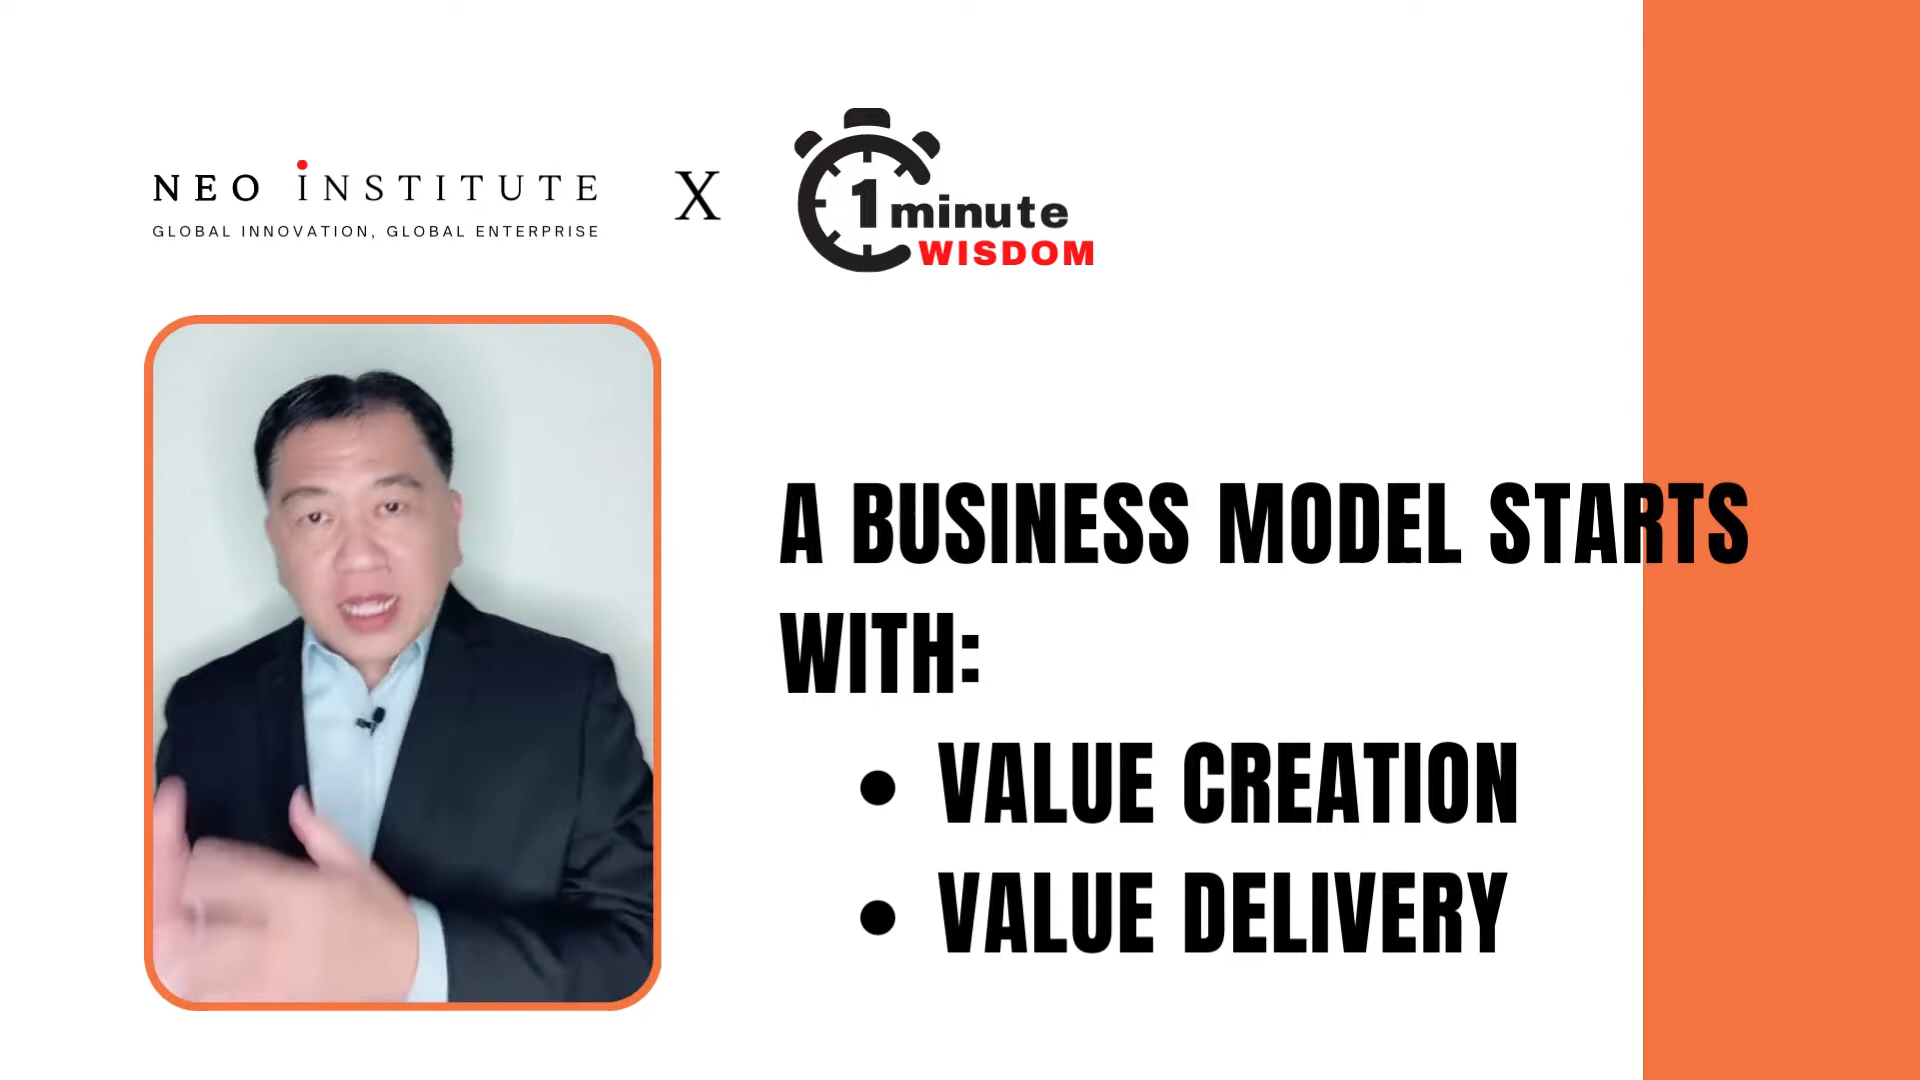 NEO iNSTITUTE
GLOBAL INNOVATION, GLOBAL ENTERPRISE
X
1 minute
WISDOM
A BUSINESS MODEL STARTS
WITH:
• VALUE CREATION
• VALUE DELIVERY